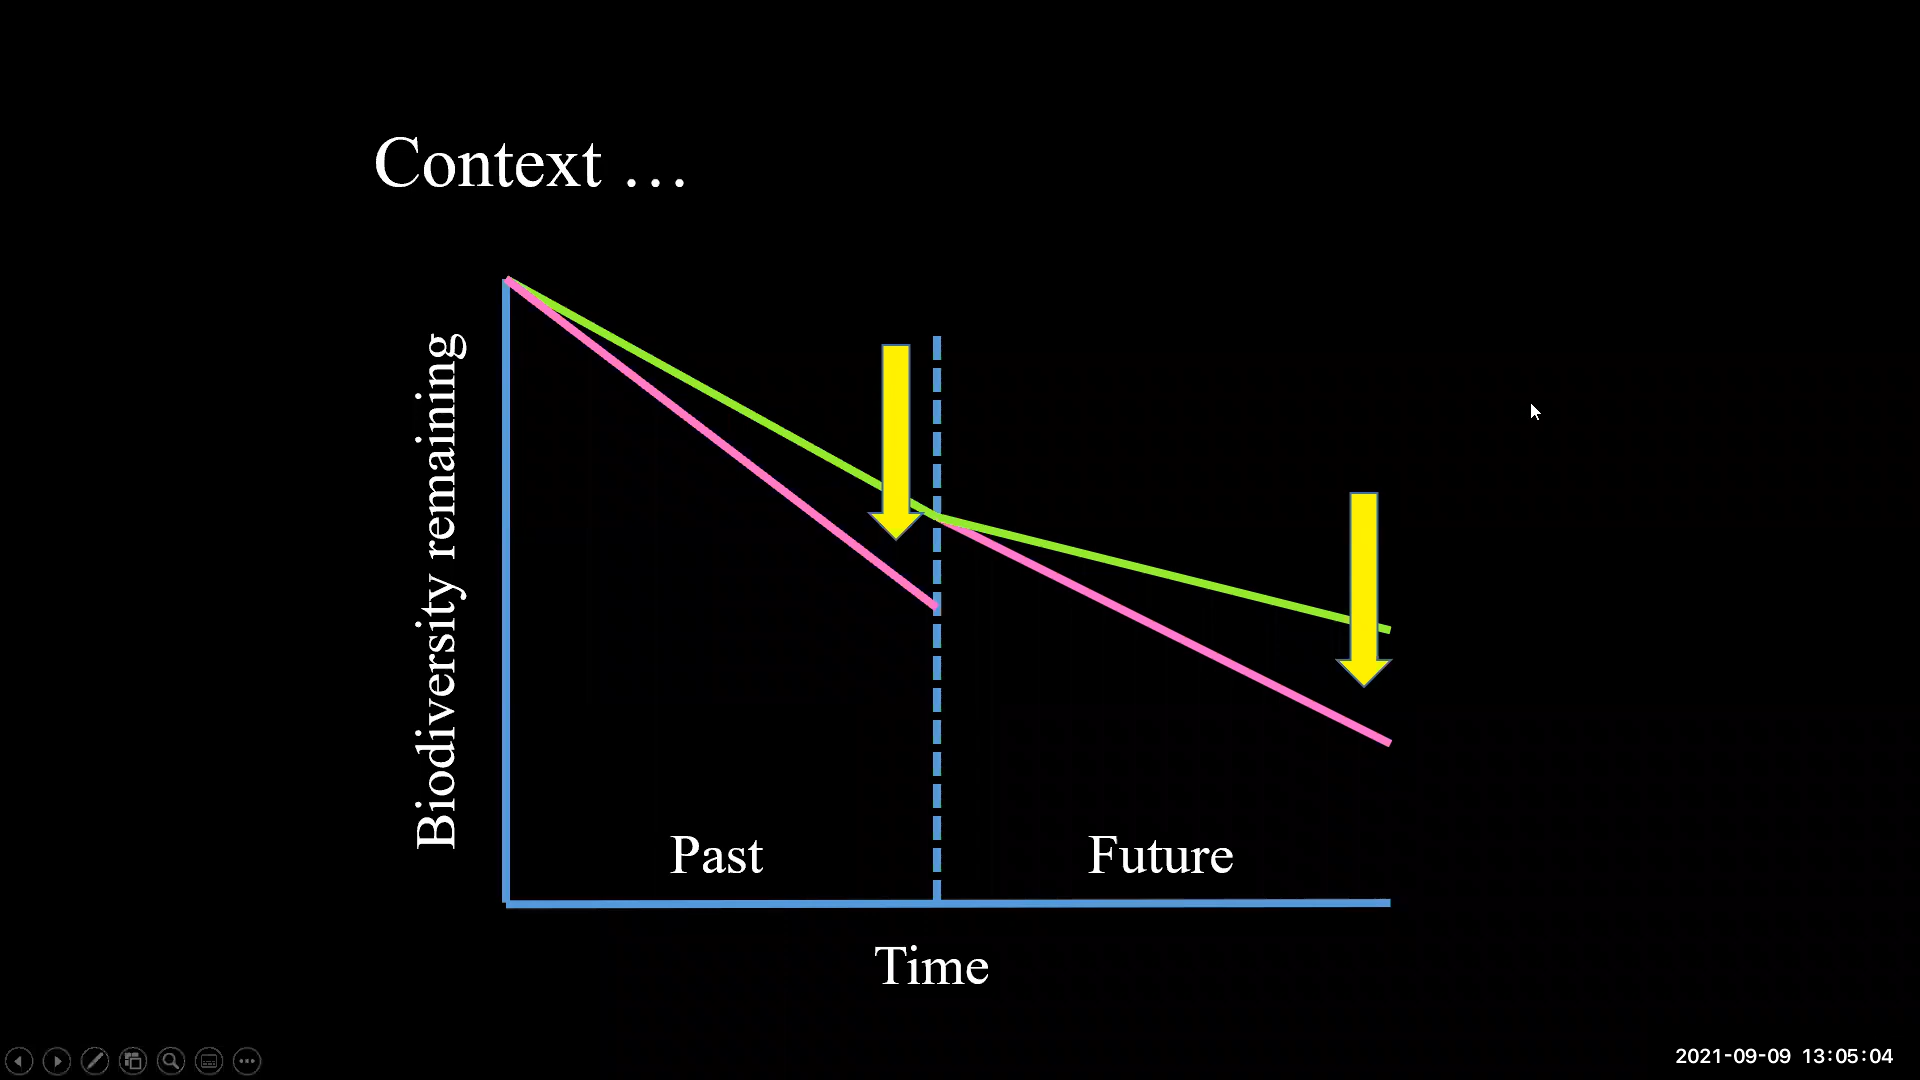 Context …
Biodiversity remaining
Past
Future
Time
2021-09-09 13:05:04